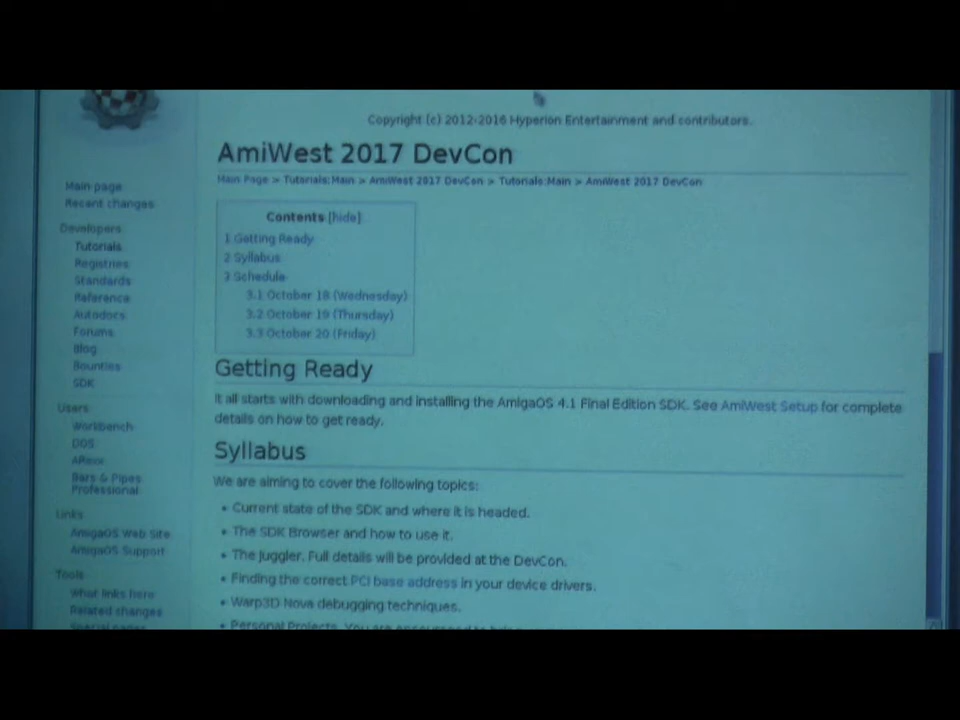 Copyright (c) 2012-2016 Hyperion Entertainment and contributors.
AmiWest 2017 DevCon
Main Page > Tutorials:Main > AmiWest 2017 DevCon > Tutorials:Main > AmiWest 2017 DevCon
Main page
Recent changes
Developers
Tutorials
Registries
Standards
Reference
Autodocs
Forums
Blog
Bounties
SDK
Users
Workbench
DOS
ARexx
Bars & Pipes
Professional
Links
AmigaOS Web Site
AmigaOS Support
Tools
What links here
Related changes
Special pages
Contents [hide]
1 Getting Ready
2 Syllabus
3 Schedule
3.1 October 18 (Wednesday)
3.2 October 19 (Thursday)
3.3 October 20 (Friday)
Getting Ready
It all starts with downloading and installing the AmigaOS 4.1 Final Edition SDK. See AmiWest Setup for complete
details on how to get ready.
Syllabus
We are aiming to cover the following topics:
• Current state of the SDK and where it is headed.
• The SDK Browser and how to use it.
• The Juggler. Full details will be provided at the DevCon.
• Finding the correct PCI base address in your device drivers.
• Warp3D Nova debugging techniques.
• Personal Projects. You are encouraged to